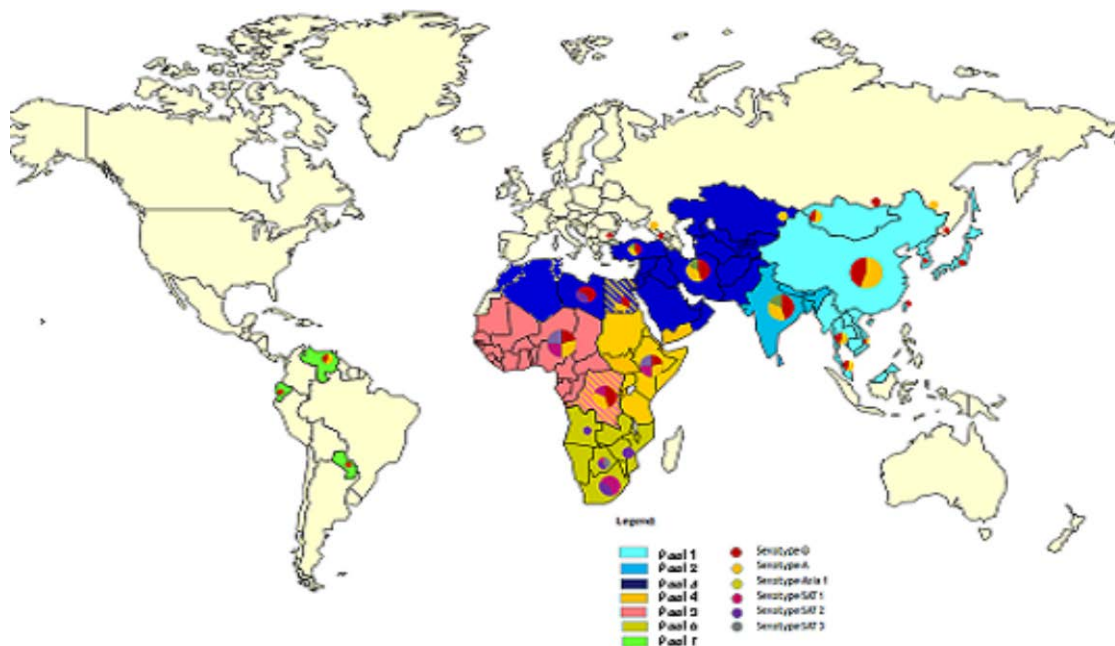 Legend
Pool 1
Pool 2
Pool 3
Pool 4
Pool 5
Pool 6
Pool 7
Serotype O
Serotype A
Serotype Asia 1
Serotype SAT 1
Serotype SAT 2
Serotype SAT 3